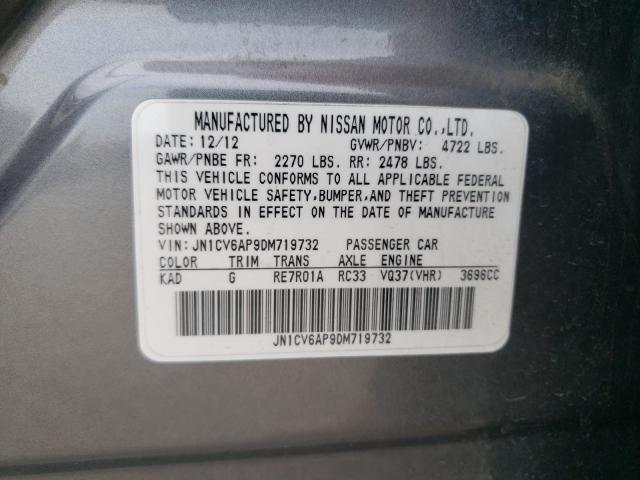 MANUFACTURED BY NISSAN MOTOR CO.,LTD.
DATE: 12/12 GVWR/PNBV: 4722 LBS.
GAWR/PNBE FR: 2270 LBS. RR: 2478 LBS.
THIS VEHICLE CONFORMS TO ALL APPLICABLE FEDERAL
MOTOR VEHICLE SAFETY,BUMPER,AND THEFT PREVENTION
STANDARDS IN EFFECT ON THE DATE OF MANUFACTURE
SHOWN ABOVE.
VIN:JN1CV6AP9DM719732 PASSENGER CAR
COLOR TRIM TRANS AXLE ENGINE
KAD G RE7R01A RC33 VQ37(VHR) 3696CC
JN1CV6AP9DM719732